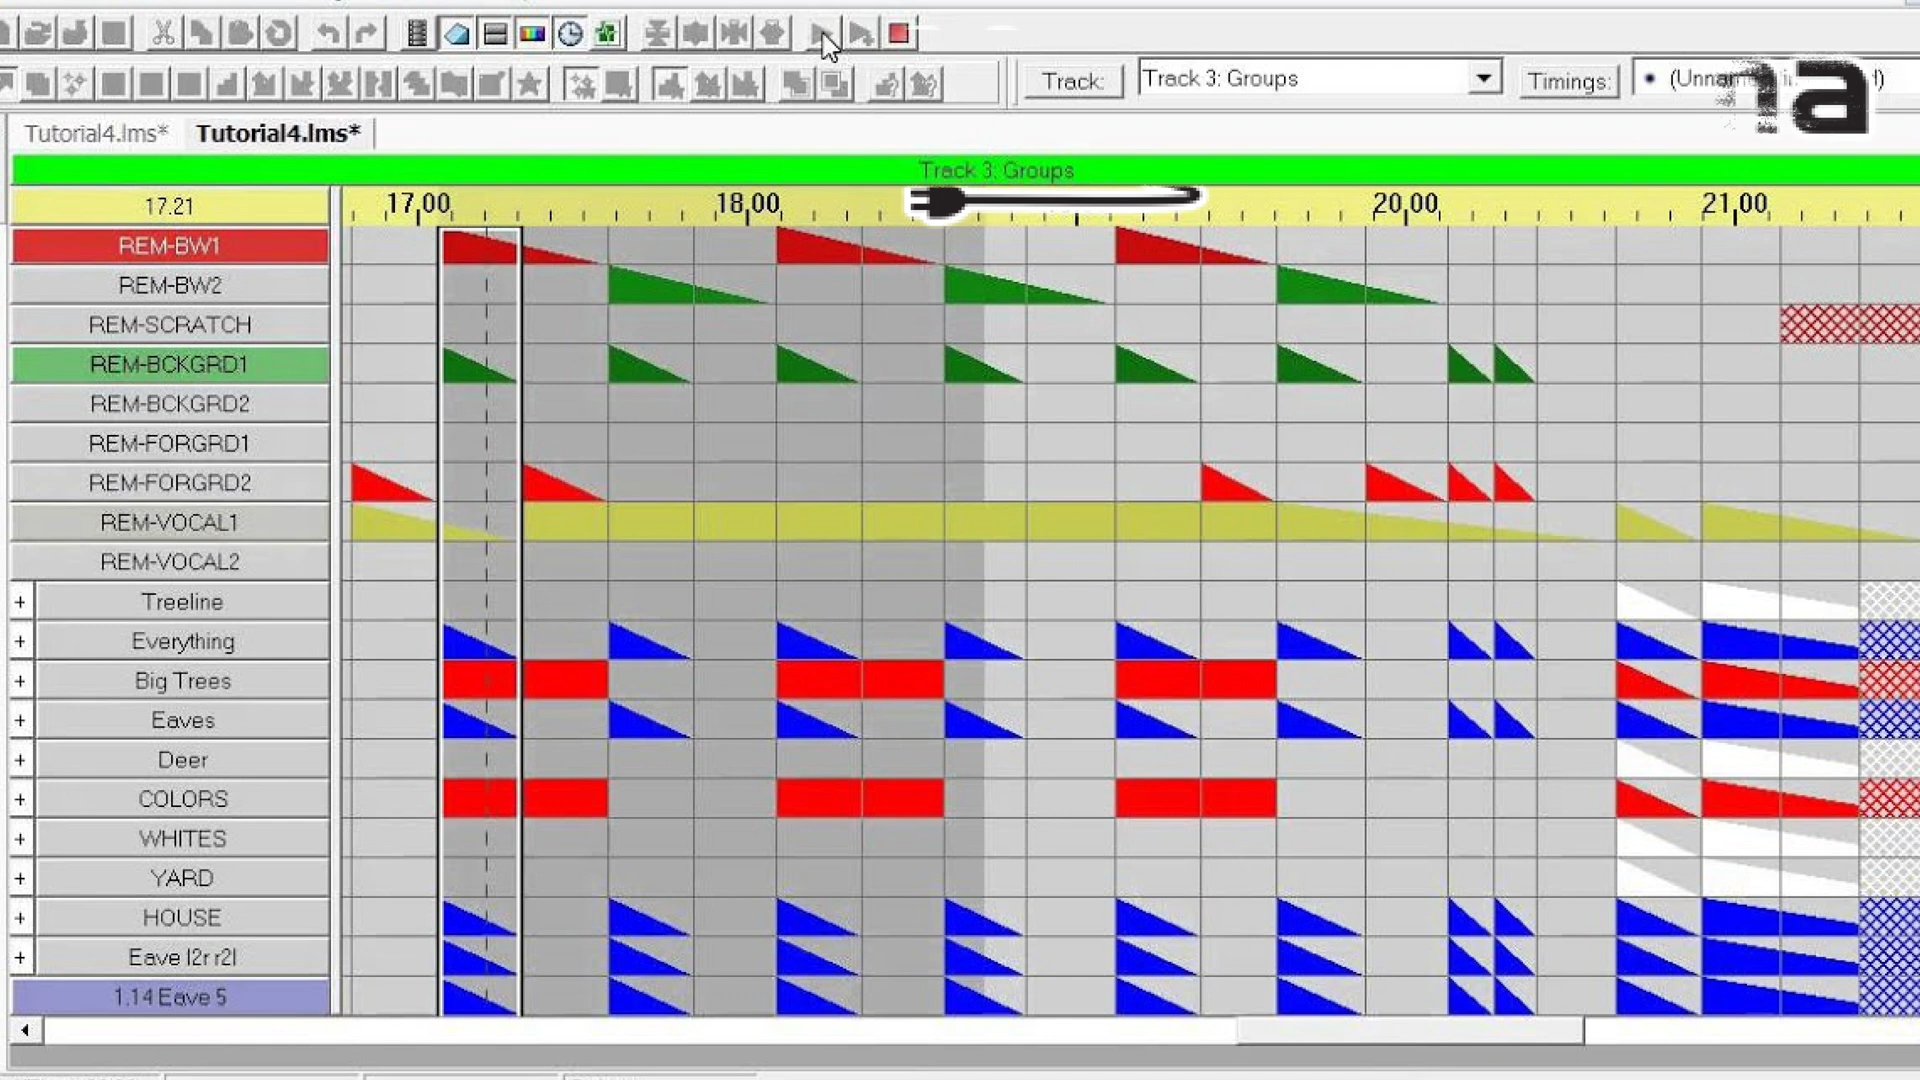 Track:
Track 3: Groups
Timings:
Tutorial4.lms*
Tutorial4.lms*
Track 3: Groups
17.21
17.00
18.00
20.00
21.00
REM-BW1
REM-BW2
REM-SCRATCH
REM-BCKGRD1
REM-BCKGRD2
REM-FORGRD1
REM-FORGRD2
REM-VOCAL1
REM-VOCAL2
+ Treeline
+ Everything
+ Big Trees
+ Eaves
+ Deer
+ COLORS
+ WHITES
+ YARD
+ HOUSE
+ Eave l2r r2l
1.14 Eave 5